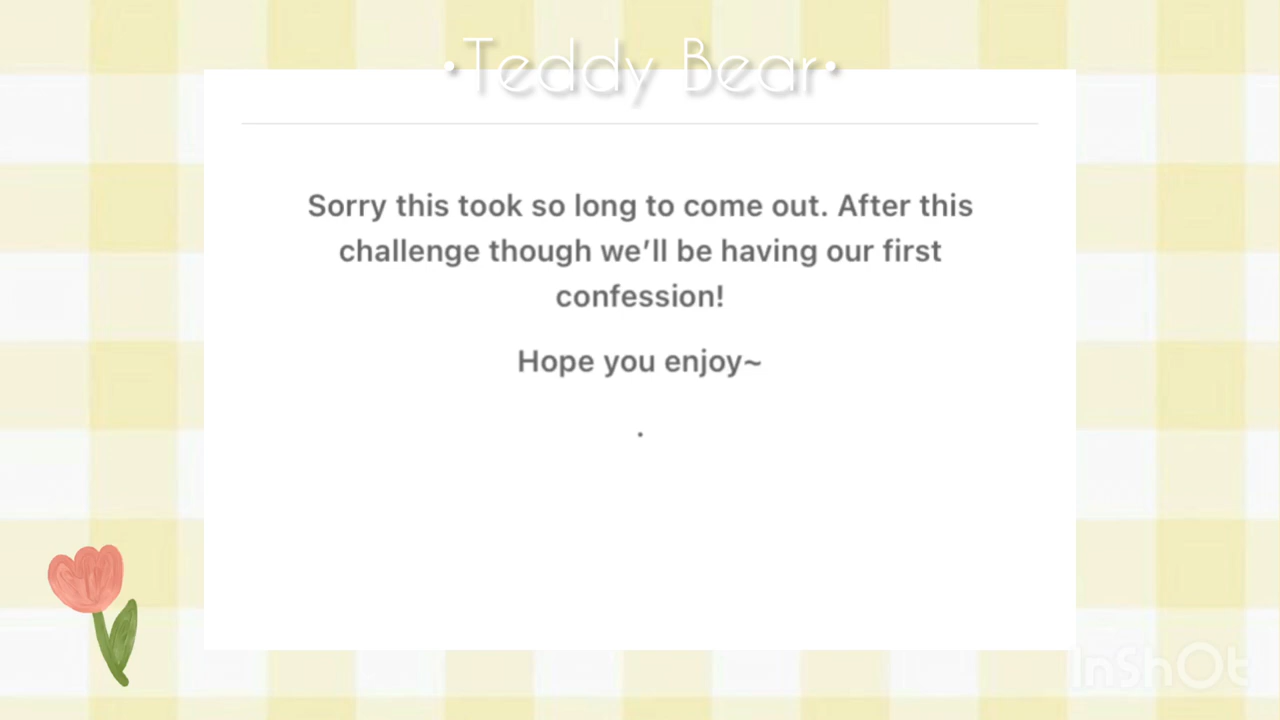 •Teddy Bear•
Sorry this took so long to come out. After this
challenge though we’ll be having our first
confession!
Hope you enjoy~
.
InShOt